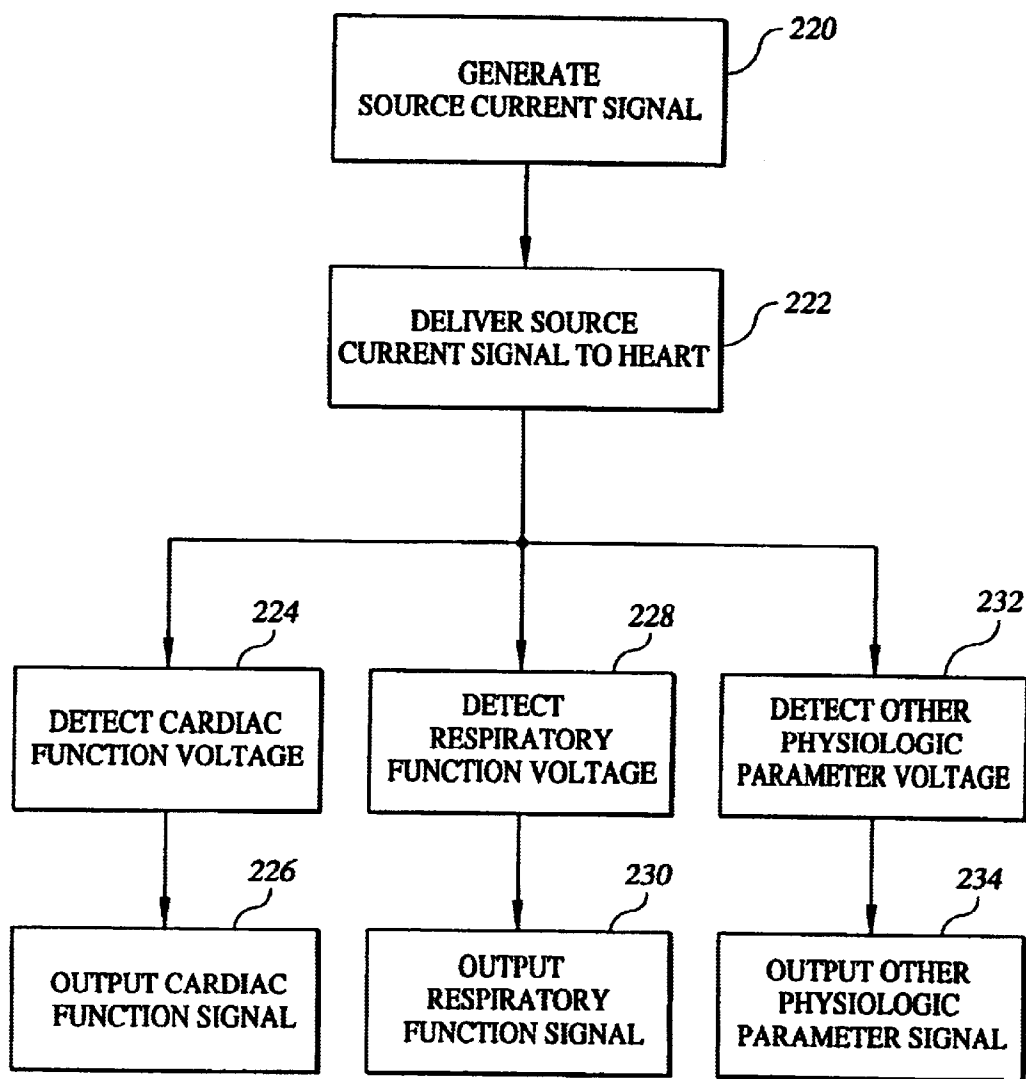 220
GENERATE
SOURCE CURRENT SIGNAL
222
DELIVER SOURCE
CURRENT SIGNAL TO HEART
224
228
232
DETECT CARDIAC
FUNCTION VOLTAGE
DETECT
RESPIRATORY
FUNCTION VOLTAGE
DETECT OTHER
PHYSIOLOGIC
PARAMETER VOLTAGE
226
230
234
OUTPUT CARDIAC
FUNCTION SIGNAL
OUTPUT
RESPIRATORY
FUNCTION SIGNAL
OUTPUT OTHER
PHYSIOLOGIC
PARAMETER SIGNAL